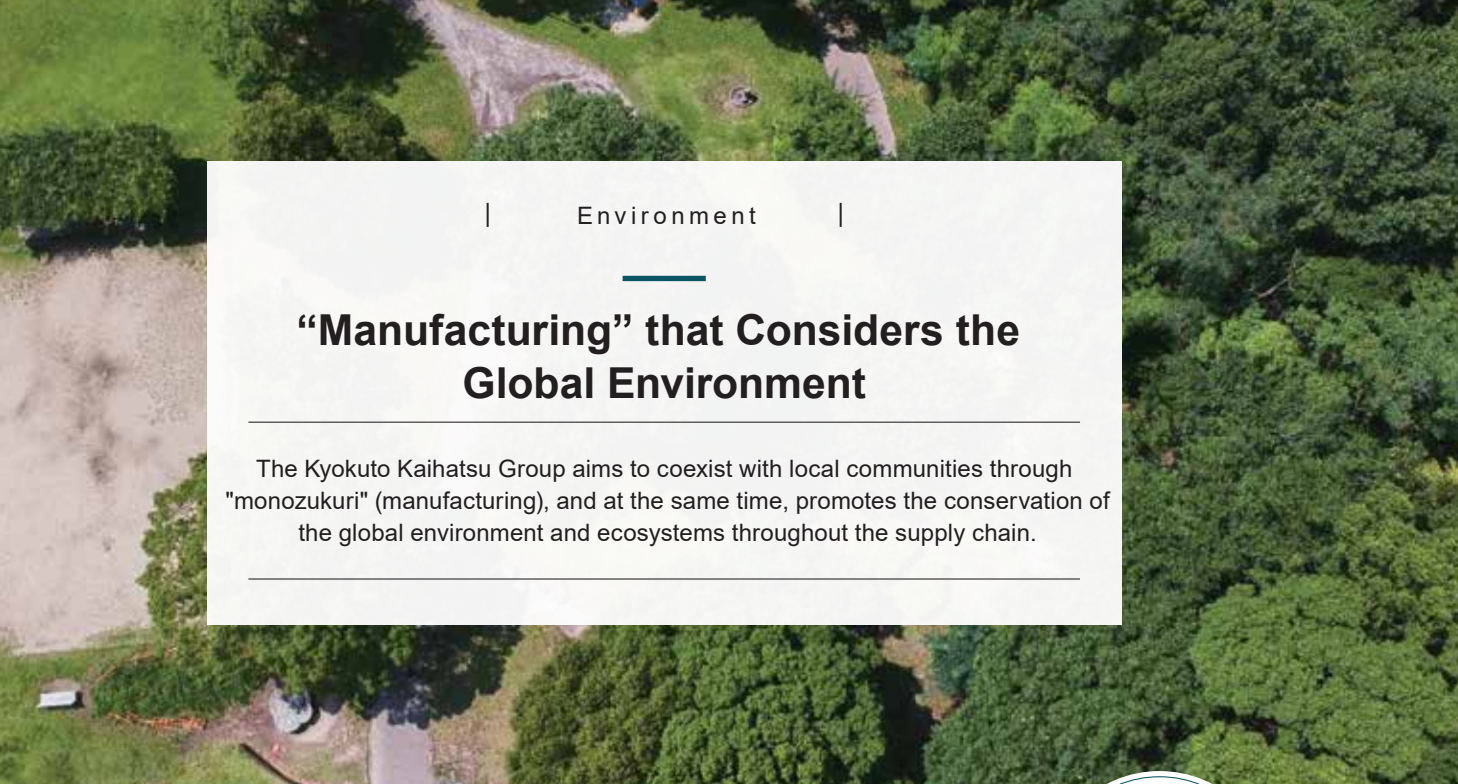 | Environment |
“Manufacturing” that Considers the
Global Environment
The Kyokuto Kaihatsu Group aims to coexist with local communities through
"monozukuri" (manufacturing), and at the same time, promotes the conservation of
the global environment and ecosystems throughout the supply chain.